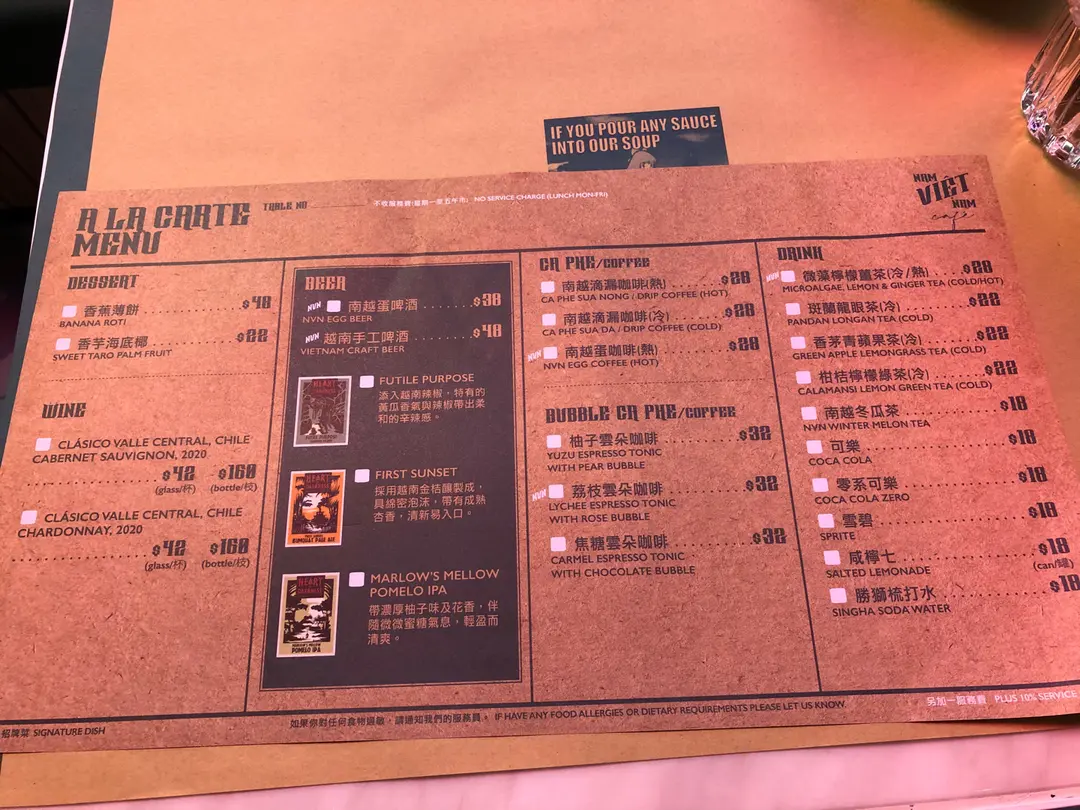 IF YOU POUR ANY SAUCE
INTO OUR SOUP
A LA CARTE
MENU
TABLE NO
不收服務費(星期一至五午市) NO SERVICE CHARGE (LUNCH MON-FRI)
NAM
VIỆT
NAM
café
DESSERT
香蕉薄餅 $48
BANANA ROTI
香芋海底椰 $22
SWEET TARO PALM FRUIT
WINE
CLÁSICO VALLE CENTRAL, CHILE
CABERNET SAUVIGNON, 2020
$42 $160
(glass/杯) (bottle/枝)
CLÁSICO VALLE CENTRAL, CHILE
CHARDONNAY, 2020
$42 $160
(glass/杯) (bottle/枝)
BEER
NVN 南越蛋啤酒 $38
NVN EGG BEER
NVN 越南手工啤酒 $48
VIETNAM CRAFT BEER
HEART
FUTILE PURPOSE
添入越南辣椒，特有的
黃瓜香氣與辣椒帶出柔
和的辛辣感。
HEART
KUMQUAT PALE ALE
FIRST SUNSET
採用越南金桔釀製成，
具綿密泡沫，帶有成熟
杏香，清新易入口。
HEART
POMELO IPA
MARLOW'S MELLOW
POMELO IPA
帶濃厚柚子味及花香，伴
隨微微蜜糖氣息，輕盈而
清爽。
CA PHE/COFFEE
南越滴漏咖啡(熱) $28
CA PHE SUA NONG / DRIP COFFEE (HOT)
南越滴漏咖啡(冷) $28
CA PHE SUA DA / DRIP COFFEE (COLD)
NVN 南越蛋咖啡(熱) $28
NVN EGG COFFEE (HOT)
BUBBLE CA PHE/COFFEE
柚子雲朵咖啡 $32
YUZU ESPRESSO TONIC
WITH PEAR BUBBLE
NVN 荔枝雲朵咖啡 $32
LYCHEE ESPRESSO TONIC
WITH ROSE BUBBLE
焦糖雲朵咖啡 $32
CARMEL ESPRESSO TONIC
WITH CHOCOLATE BUBBLE
DRINK
NVN 微藻檸檬薑茶(冷/熱) $28
MICROALGAE, LEMON & GINGER TEA (COLD/HOT)
斑蘭龍眼茶(冷) $22
PANDAN LONGAN TEA (COLD)
香茅青蘋果茶(冷) $22
GREEN APPLE LEMONGRASS TEA (COLD)
柑桔檸檬綠茶(冷) $22
CALAMANSI LEMON GREEN TEA (COLD)
南越冬瓜茶 $18
NVN WINTER MELON TEA
可樂 $18
COCA COLA
零系可樂 $18
COCA COLA ZERO
雪碧 $18
SPRITE
咸檸七 $18
SALTED LEMONADE (can/罐)
勝獅梳打水 $18
SINGHA SODA WATER
招牌菜 SIGNATURE DISH
如果你對任何食物過敏，請通知我們的服務員。 IF HAVE ANY FOOD ALLERGIES OR DIETARY REQUIREMENTS PLEASE LET US KNOW.
另加一服務費 PLUS 10% SERVICE